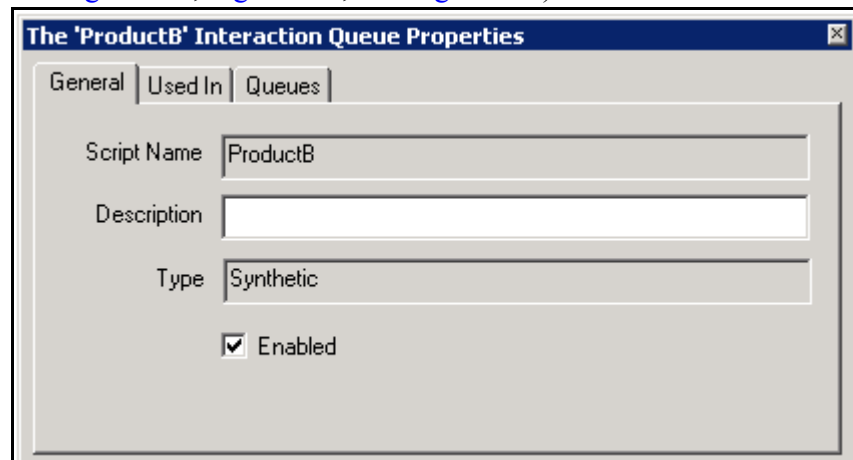 The 'ProductB' Interaction Queue Properties
General Used In Queues
Script Name ProductB
Description
Type Synthetic
Enabled